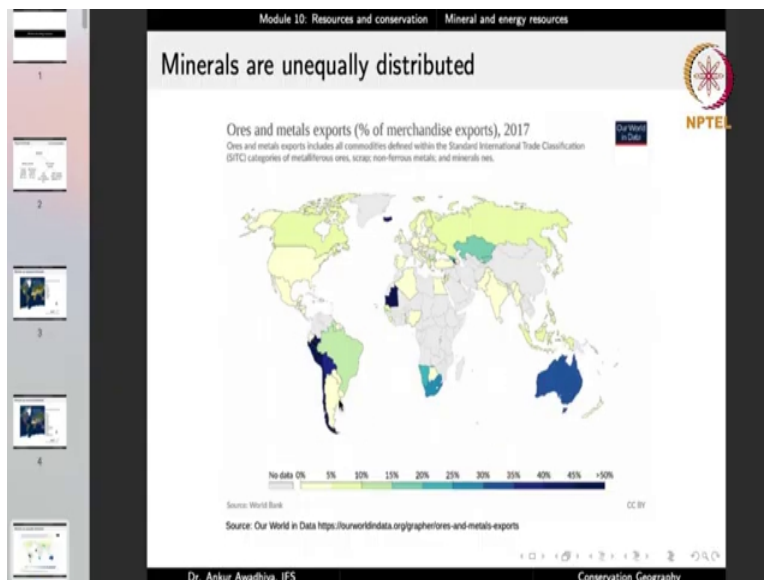 Module 10: Resources and conservation Mineral and energy resources
Minerals are unequally distributed
NPTEL
Ores and metals exports (% of merchandise exports), 2017
Our World
in Data
Ores and metals exports includes all commodities defined within the Standard International Trade Classification
(SITC) categories of metalliferous ores, scrap; non-ferrous metals; and minerals nes.
No data 0% 5% 10% 15% 20% 25% 30% 35% 40% 45% >50%
Source: World Bank CC BY
Source: Our World in Data https://ourworldindata.org/grapher/ores-and-metals-exports
Dr. Ankur Awadhiya, IFS Conservation Geography
1
2
3
4